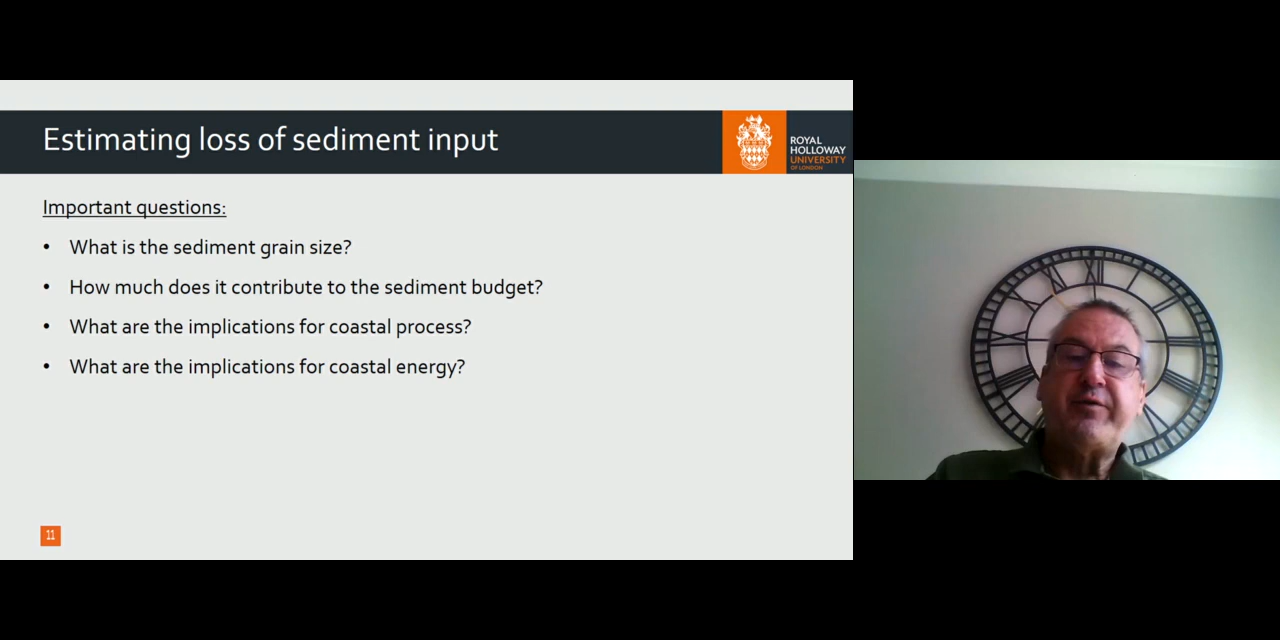 Estimating loss of sediment input
ROYAL
HOLLOWAY
UNIVERSITY
OF LONDON
Important questions:
• What is the sediment grain size?
• How much does it contribute to the sediment budget?
• What are the implications for coastal process?
• What are the implications for coastal energy?
11